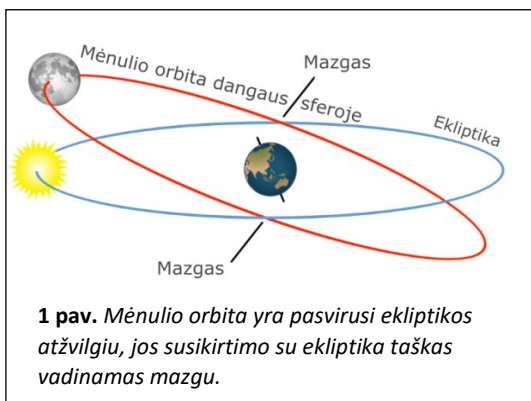 Mazgas
Mėnulio orbita dangaus sferoje
Ekliptika
Mazgas
1 pav. Mėnulio orbita yra pasvirusi ekliptikos
atžvilgiu, jos susikirtimo su ekliptika taškas
vadinamas mazgu.